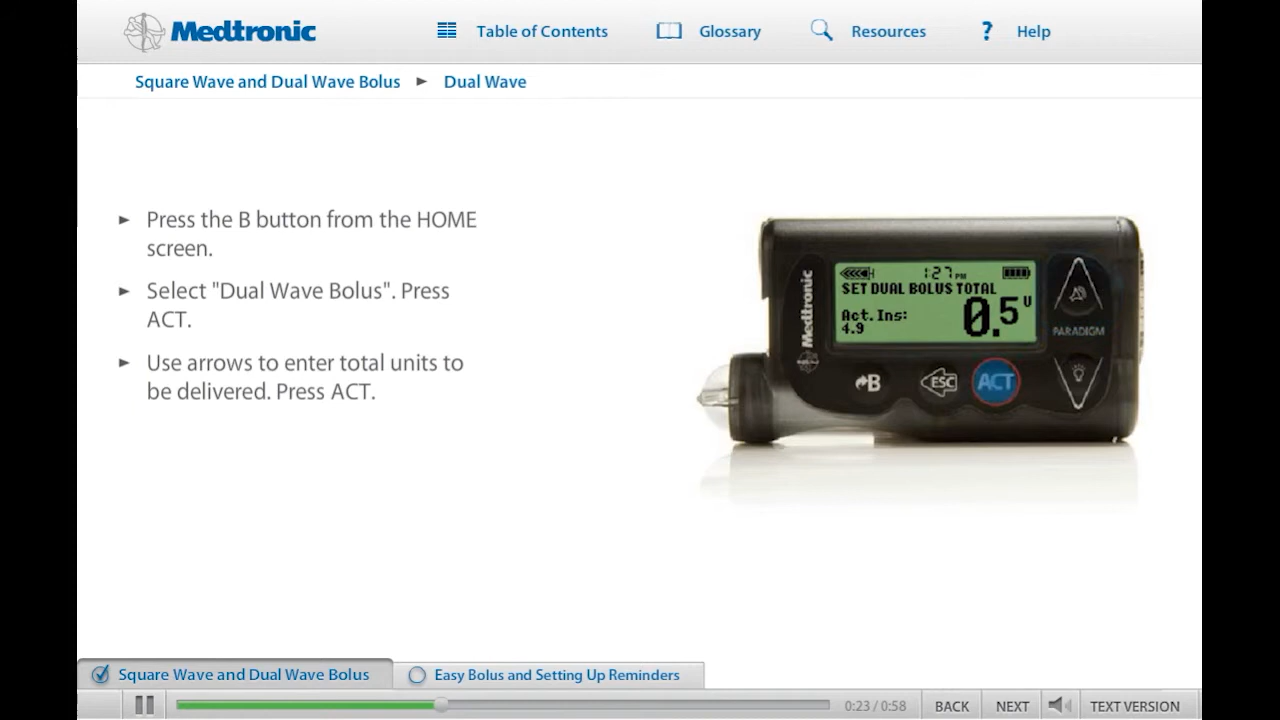 Medtronic
Table of Contents
Glossary
Resources
? Help
Square Wave and Dual Wave Bolus ► Dual Wave
► Press the B button from the HOME
screen.
► Select "Dual Wave Bolus". Press
ACT.
► Use arrows to enter total units to
be delivered. Press ACT.
Medtronic
1:27 PM
SET DUAL BOLUS TOTAL
Act.Ins:
4.9
0.5 U
PARADIGM
B
ESC
ACT
Square Wave and Dual Wave Bolus
Easy Bolus and Setting Up Reminders
0:23 / 0:58
BACK
NEXT
TEXT VERSION